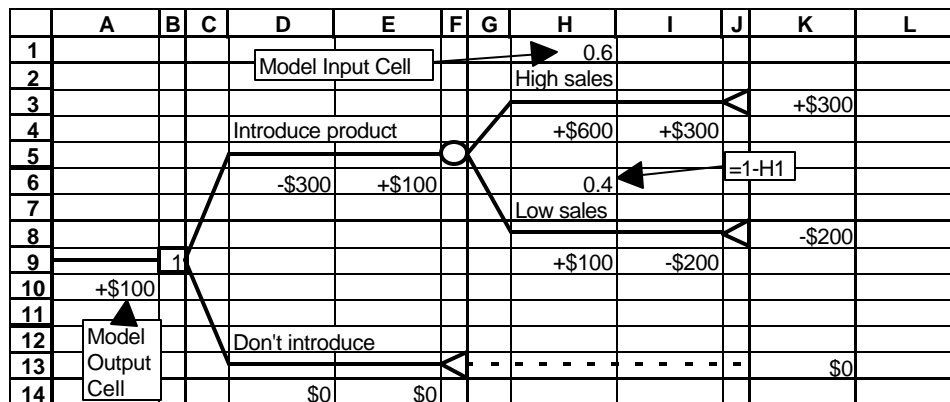 A B C D E F G H I J K L
1 0.6
Model Input Cell
2 High sales
3 +$300
4 Introduce product +$600 +$300
5
=1-H1
6 -$300 +$100 0.4
7 Low sales
8 -$200
9 1 +$100 -$200
10 +$100
11
12 Model Don't introduce
13 Output $0
14 Cell $0 $0